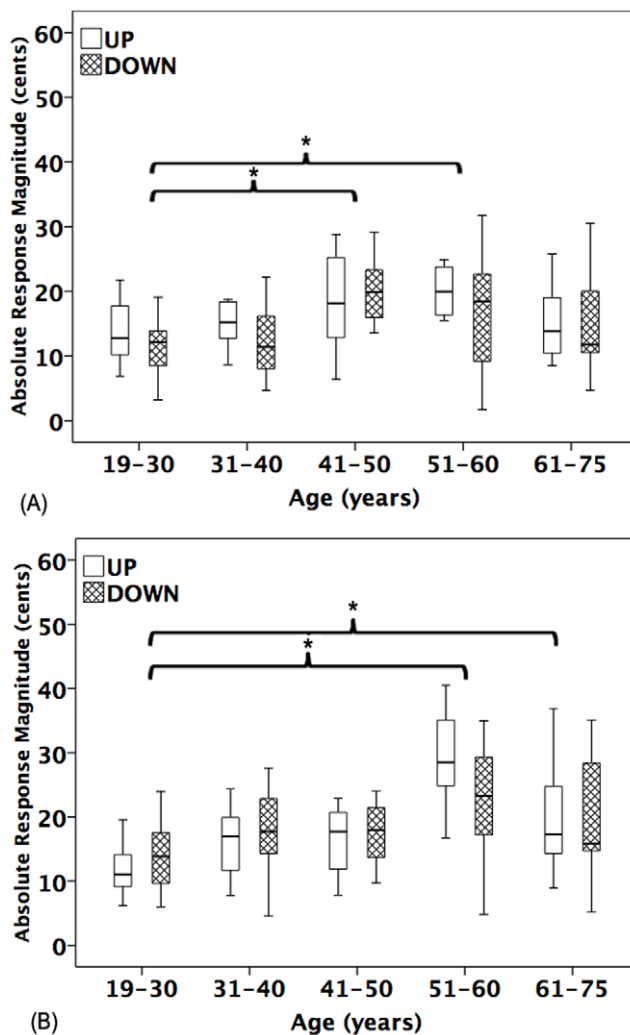 60
UP
DOWN
50
40
*
*
30
20
10
0
Absolute Response Magnitude (cents)
19-30 31-40 41-50 51-60 61-75
Age (years)
(A)
60
UP
DOWN
50
*
*
40
30
20
10
0
Absolute Response Magnitude (cents)
19-30 31-40 41-50 51-60 61-75
Age (years)
(B)